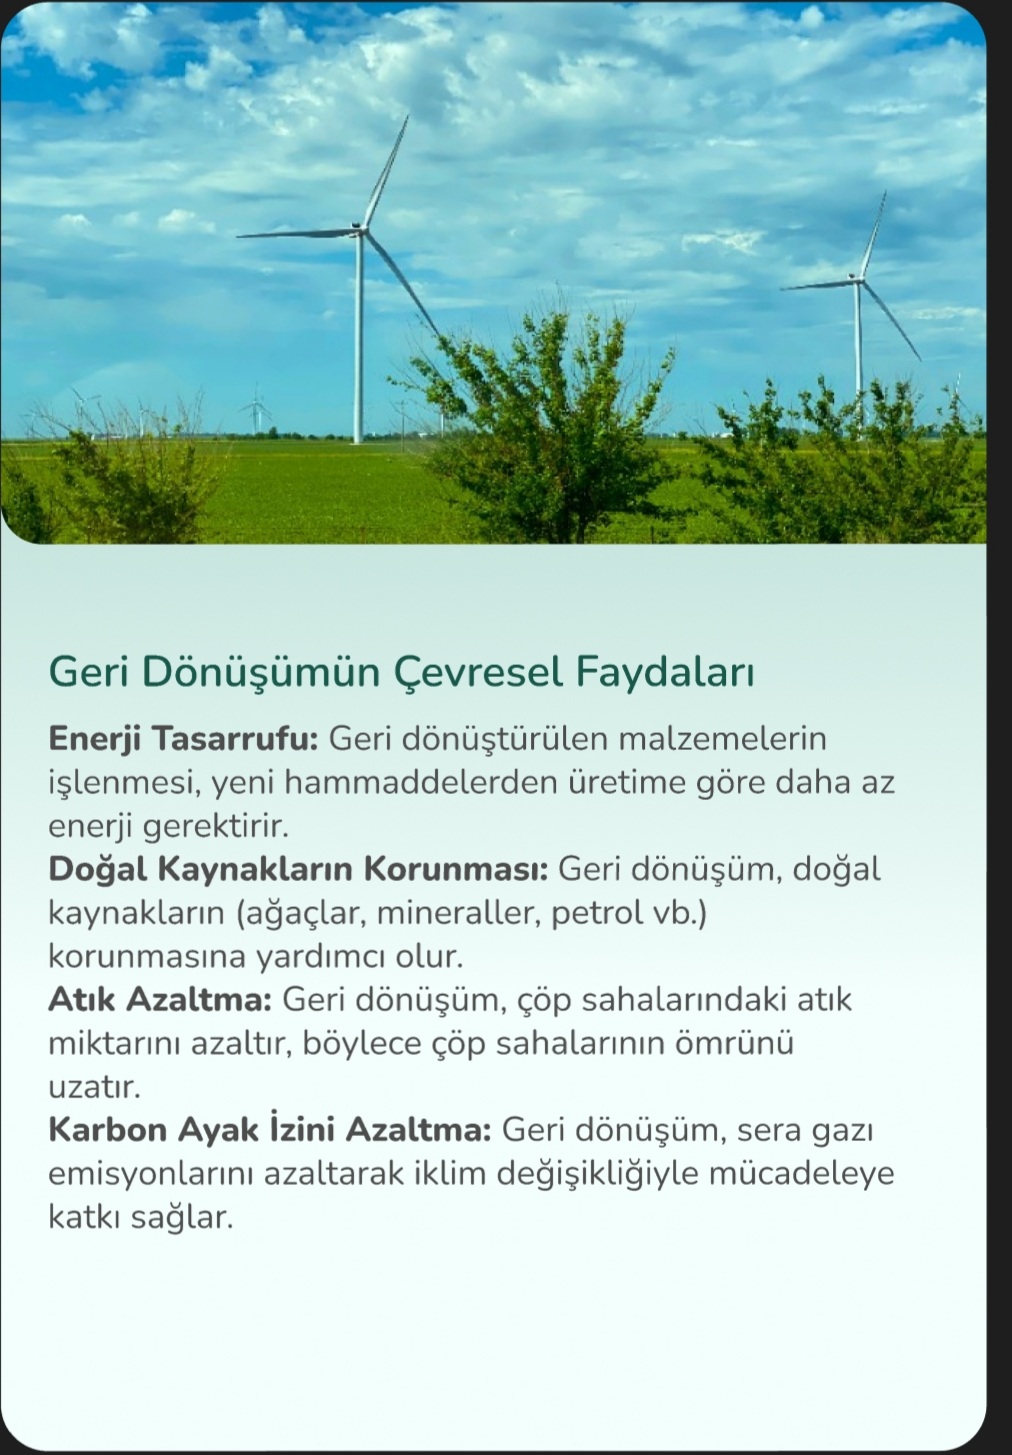 Geri Dönüşümün Çevresel Faydaları
Enerji Tasarrufu: Geri dönüştürülen malzemelerin
işlenmesi, yeni hammaddelerden üretime göre daha az
enerji gerektirir.
Doğal Kaynakların Korunması: Geri dönüşüm, doğal
kaynakların (ağaçlar, mineraller, petrol vb.)
korunmasına yardımcı olur.
Atık Azaltma: Geri dönüşüm, çöp sahalarındaki atık
miktarını azaltır, böylece çöp sahalarının ömrünü
uzatır.
Karbon Ayak İzini Azaltma: Geri dönüşüm, sera gazı
emisyonlarını azaltarak iklim değişikliğiyle mücadeleye
katkı sağlar.